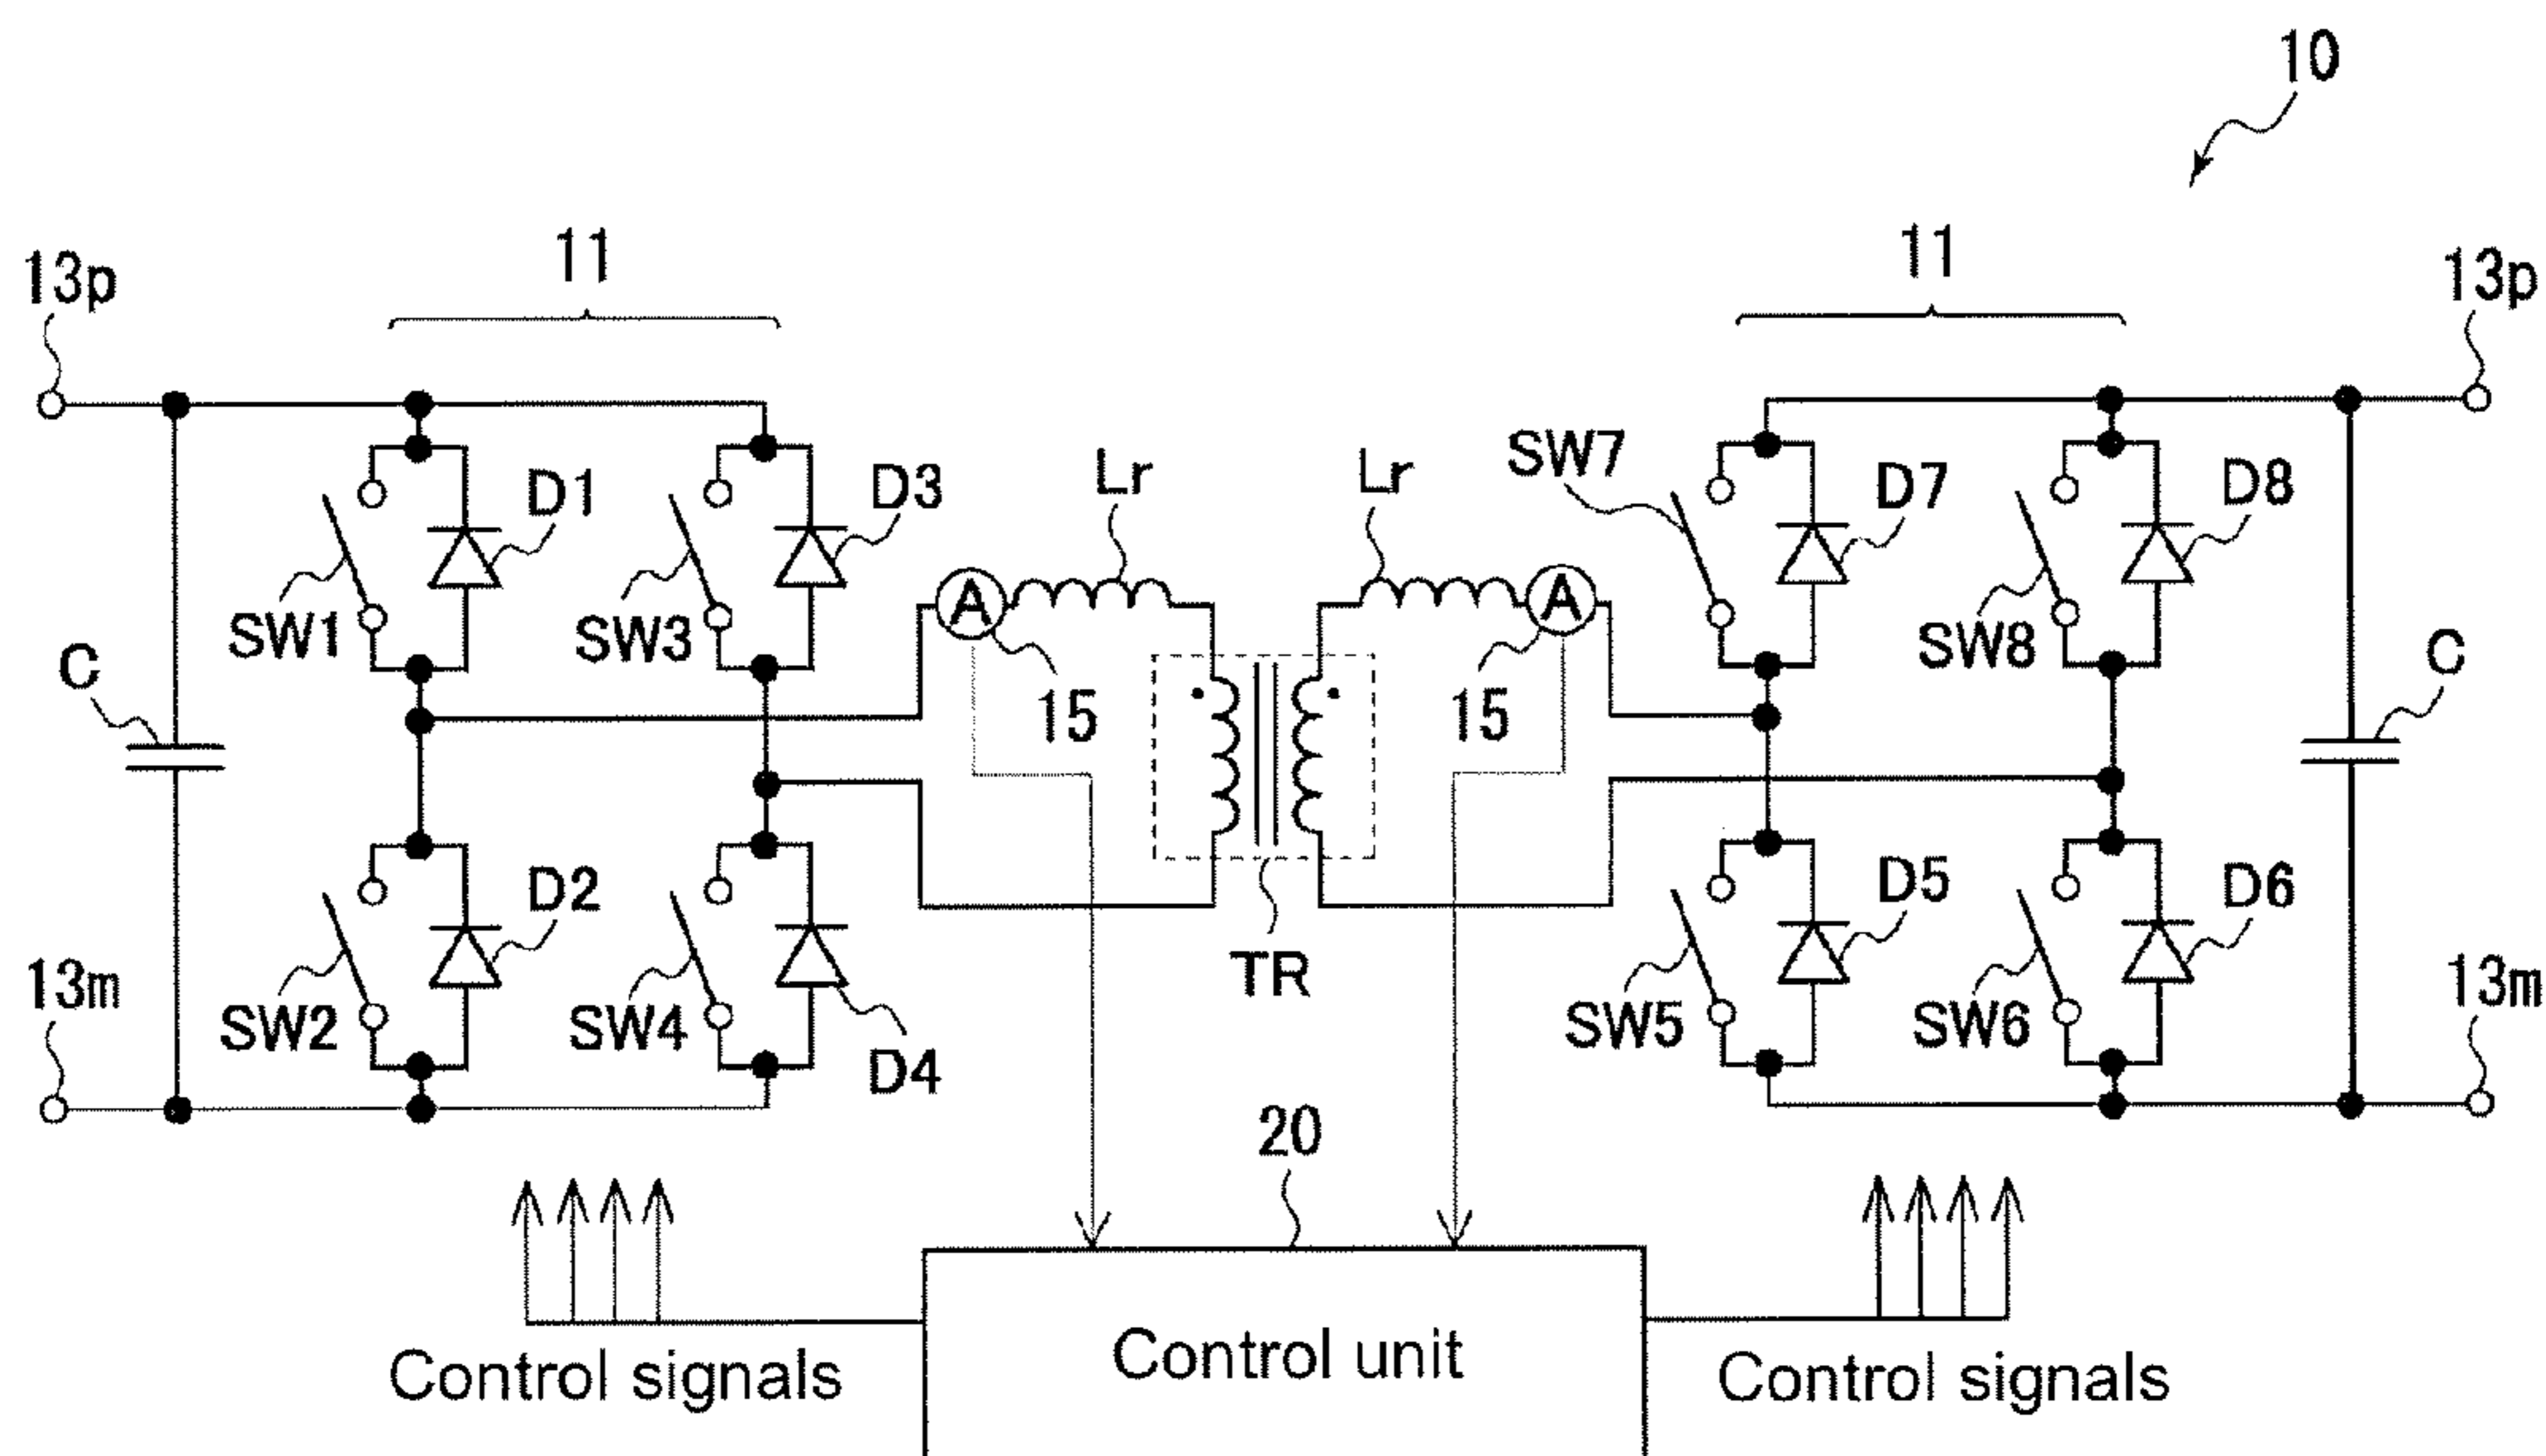 10
11
11
13p
13p
D1
D3
Lr
Lr
SW7
D7
D8
SW1
SW3
SW8
C
A
A
C
15
15
D2
TR
D5
D6
13m
SW2
SW4
D4
SW5
SW6
13m
20
Control signals
Control unit
Control signals